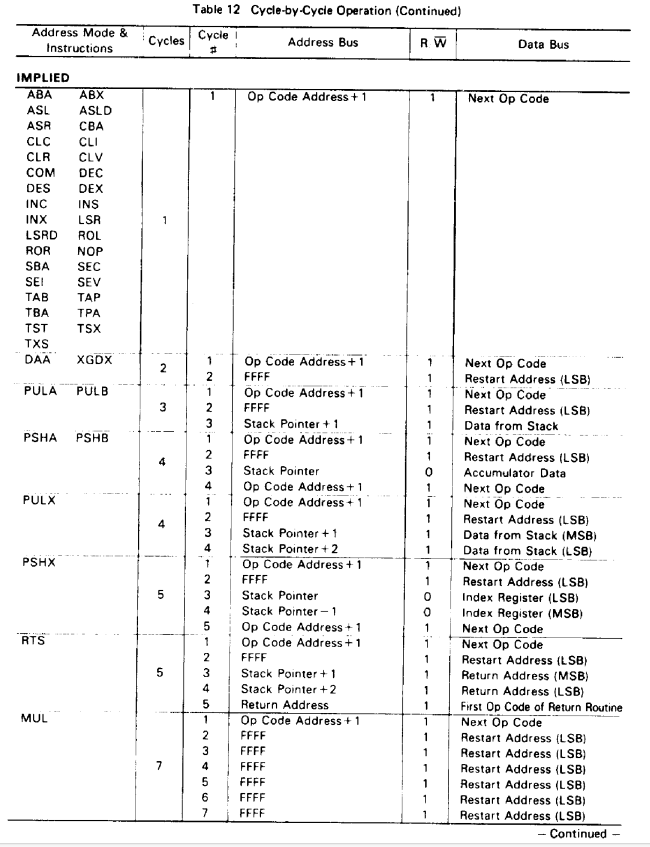 Table 12 Cycle-by-Cycle Operation (Continued)
Address Mode & Instructions Cycles Cycle # Address Bus R W̅ Data Bus
IMPLIED
ABA ABX 1 Op Code Address + 1 1 Next Op Code
ASL ASLD
ASR CBA
CLC CLI
CLR CLV
COM DEC
DES DEX
INC INS
INX LSR 1
LSRD ROL
ROR NOP
SBA SEC
SEI SEV
TAB TAP
TBA TPA
TST TSX
TXS
DAA XGDX 2 1 Op Code Address + 1 1 Next Op Code
2 FFFF 1 Restart Address (LSB)
PULA PULB 3 1 Op Code Address + 1 1 Next Op Code
2 FFFF 1 Restart Address (LSB)
3 Stack Pointer + 1 1 Data from Stack
PSHA PSHB 4 1 Op Code Address + 1 1 Next Op Code
2 FFFF 1 Restart Address (LSB)
3 Stack Pointer 0 Accumulator Data
4 Op Code Address + 1 1 Next Op Code
PULX 4 1 Op Code Address + 1 1 Next Op Code
2 FFFF 1 Restart Address (LSB)
3 Stack Pointer + 1 1 Data from Stack (MSB)
4 Stack Pointer + 2 1 Data from Stack (LSB)
PSHX 5 1 Op Code Address + 1 1 Next Op Code
2 FFFF 1 Restart Address (LSB)
3 Stack Pointer 0 Index Register (LSB)
4 Stack Pointer − 1 0 Index Register (MSB)
5 Op Code Address + 1 1 Next Op Code
RTS 5 1 Op Code Address + 1 1 Next Op Code
2 FFFF 1 Restart Address (LSB)
3 Stack Pointer + 1 1 Return Address (MSB)
4 Stack Pointer + 2 1 Return Address (LSB)
5 Return Address 1 First Op Code of Return Routine
MUL 7 1 Op Code Address + 1 1 Next Op Code
2 FFFF 1 Restart Address (LSB)
3 FFFF 1 Restart Address (LSB)
4 FFFF 1 Restart Address (LSB)
5 FFFF 1 Restart Address (LSB)
6 FFFF 1 Restart Address (LSB)
7 FFFF 1 Restart Address (LSB)
— Continued —